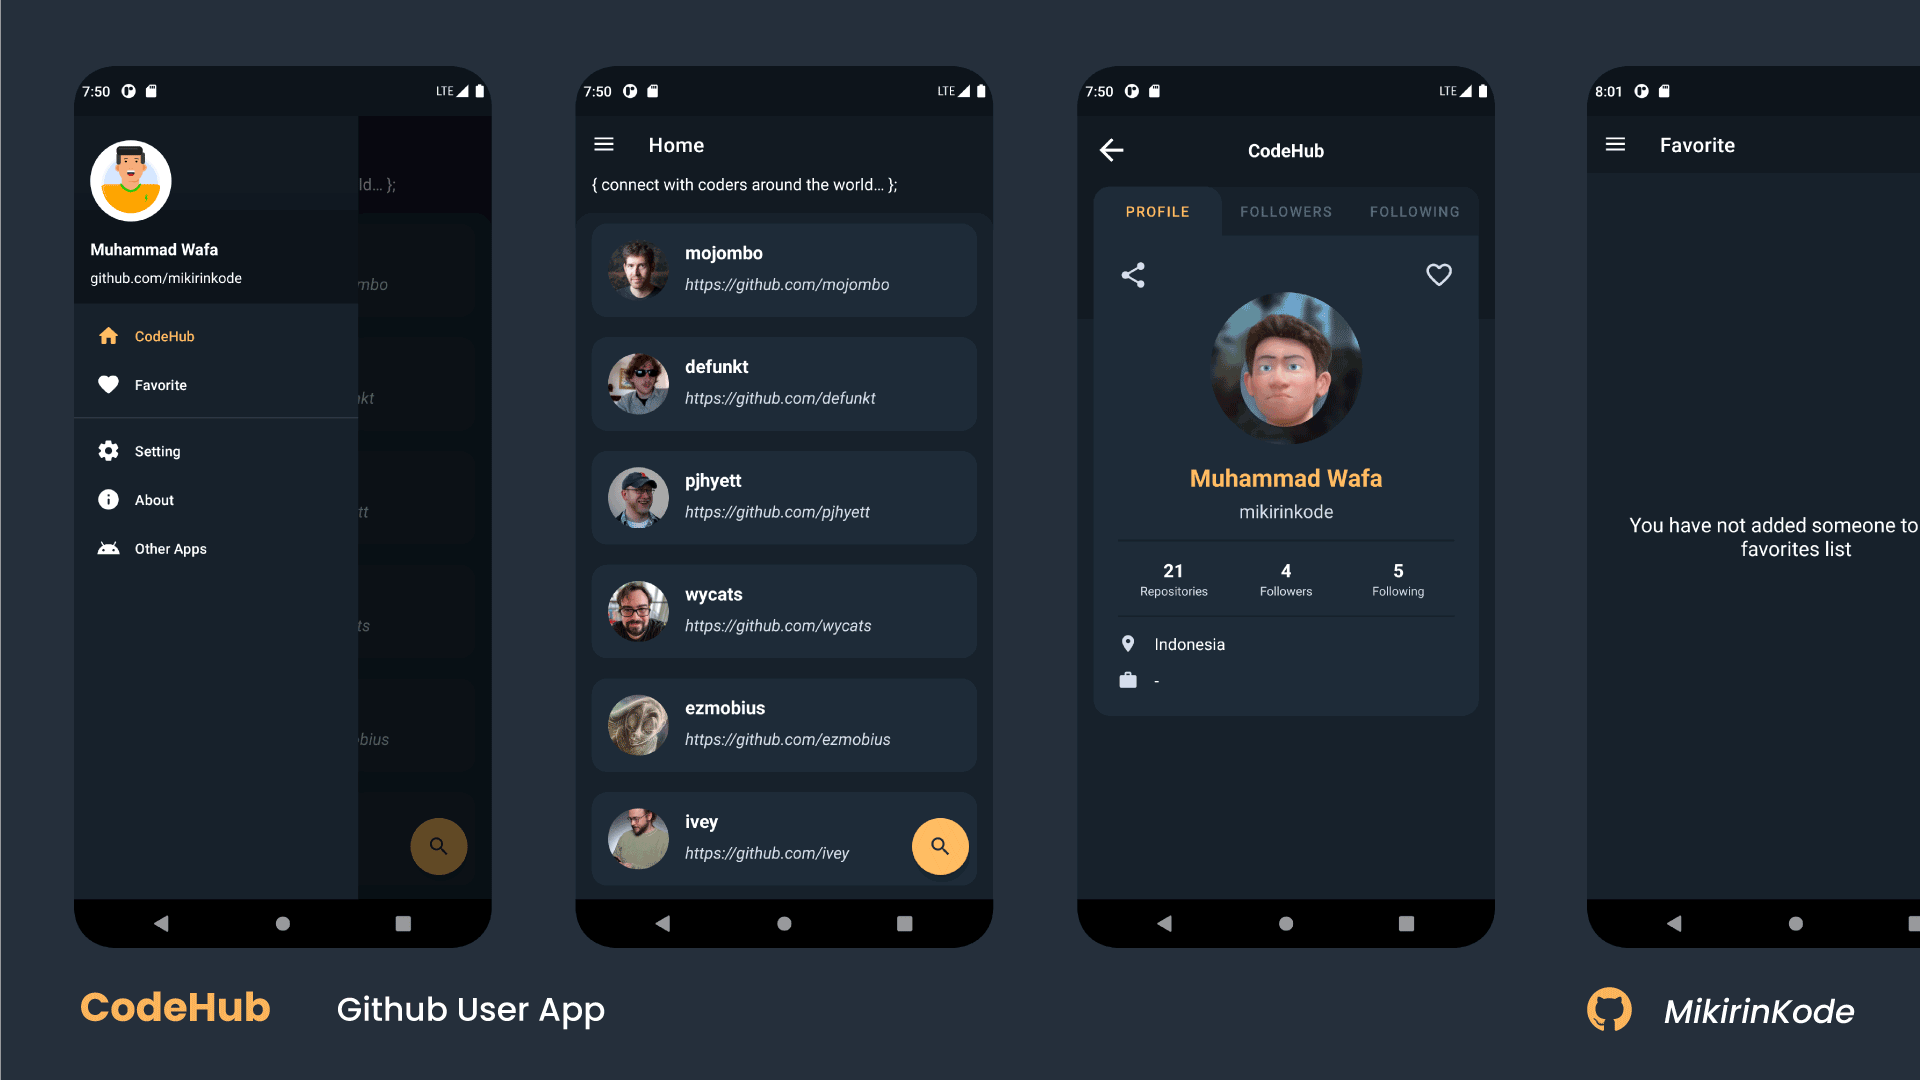 7:50
LTE
Muhammad Wafa
github.com/mikirinkode
CodeHub
Favorite
Setting
About
Other Apps
ld... };
mbo
nkt
tt
ts
obius
7:50
LTE
Home
{ connect with coders around the world... };
mojombo
https://github.com/mojombo
defunkt
https://github.com/defunkt
pjhyett
https://github.com/pjhyett
wycats
https://github.com/wycats
ezmobius
https://github.com/ezmobius
ivey
https://github.com/ivey
7:50
LTE
CodeHub
PROFILE FOLLOWERS FOLLOWING
Muhammad Wafa
mikirinkode
21 4 5
Repositories Followers Following
Indonesia
-
8:01
Favorite
You have not added someone to
favorites list
CodeHub Github User App
MikirinKode